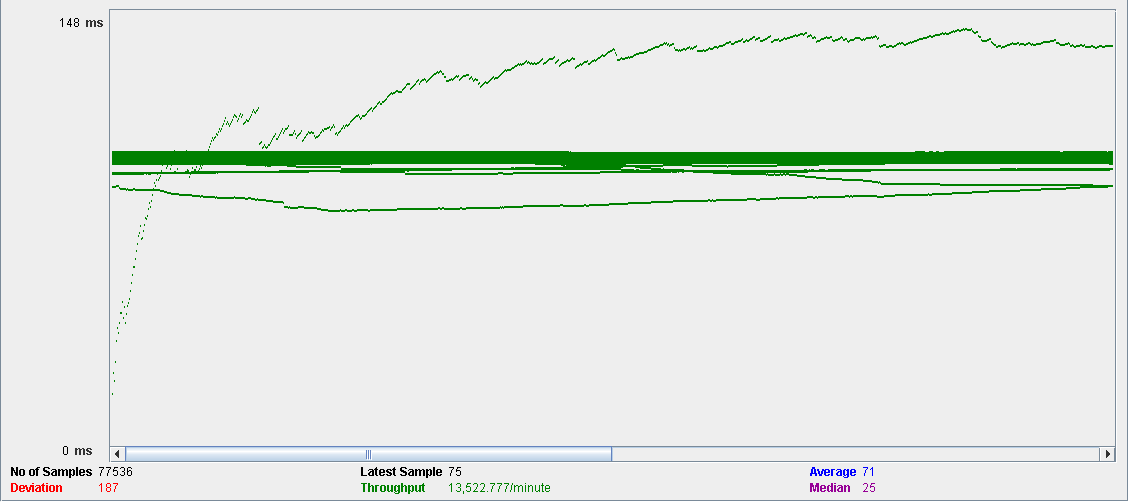 148 ms
0 ms
No of Samples 77536 Latest Sample 75 Average 71
Deviation 187 Throughput 13,522.777/minute Median 25